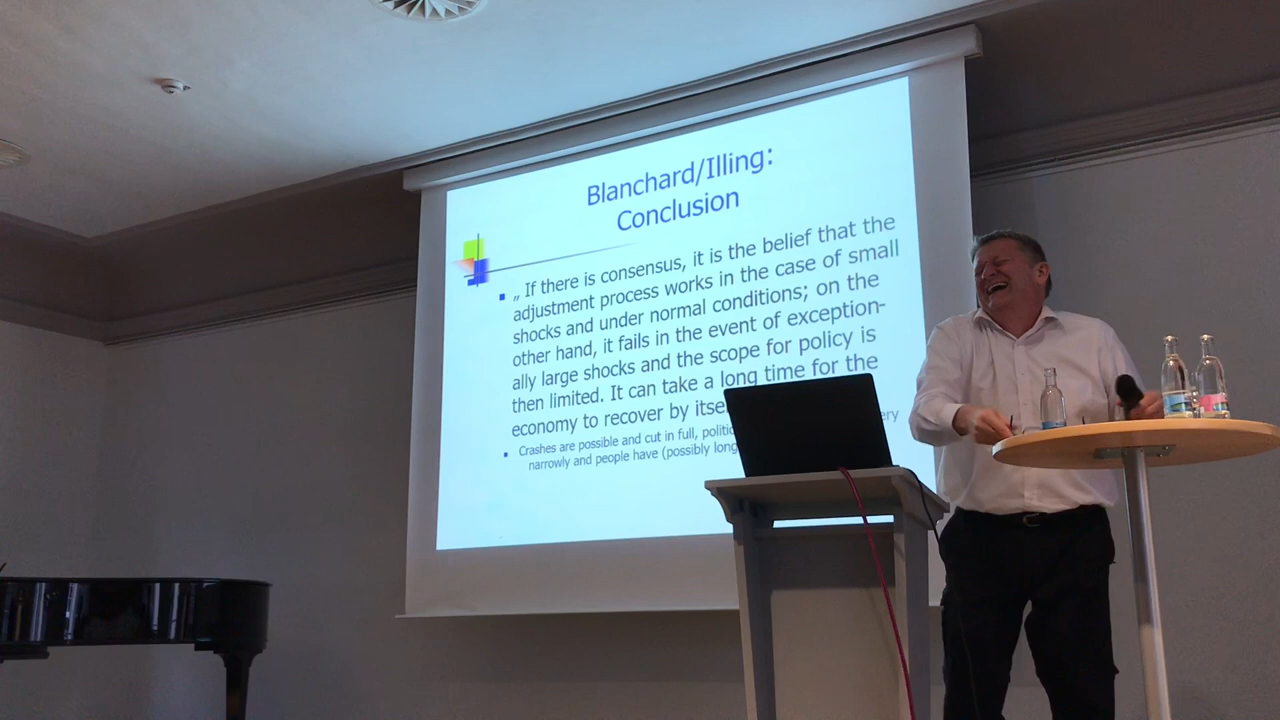 Blanchard/Illing:
Conclusion
„ If there is consensus, it is the belief that the
adjustment process works in the case of small
shocks and under normal conditions; on the
other hand, it fails in the event of exception-
ally large shocks and the scope for policy is
then limited. It can take a long time for the
economy to recover by itse
Crashes are possible and cut in full, politic
narrowly and people have (possibly long